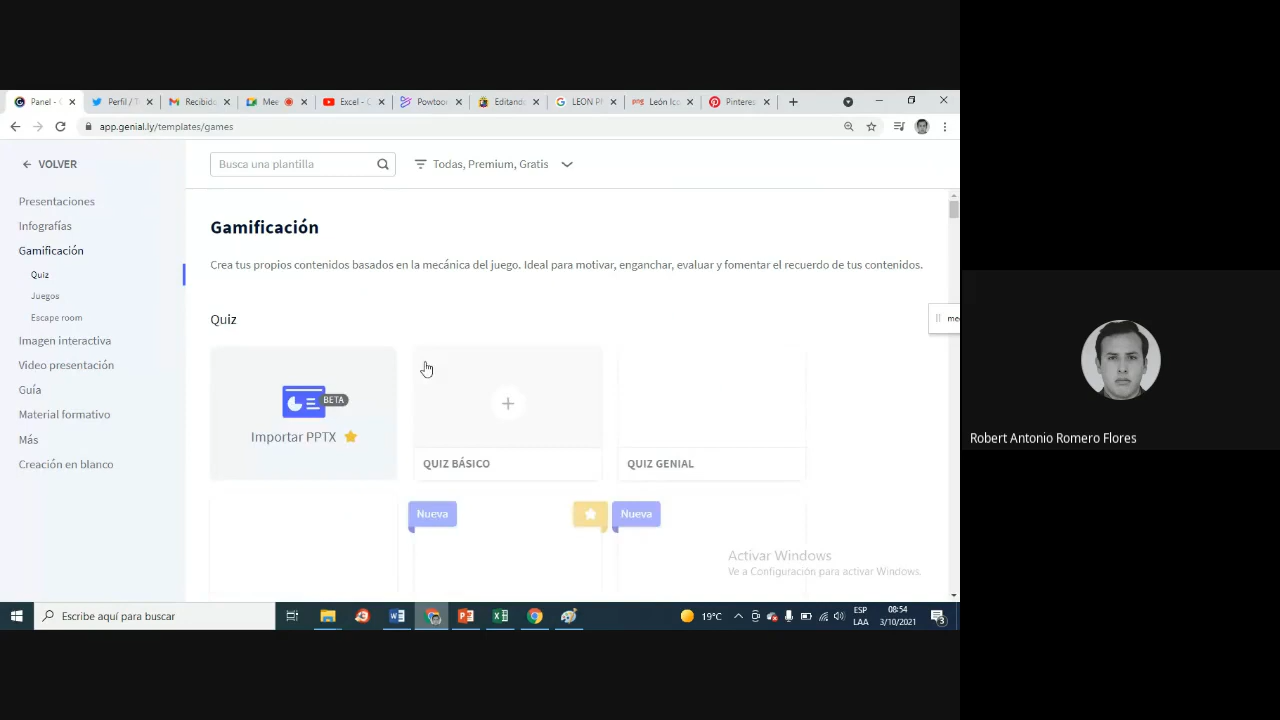 Panel - G
Perfil / T
Recibido
Mee
Excel - C
Powtoo
Editando
LEON P
León Ico
Pinteres
app.genial.ly/templates/games
VOLVER
Busca una plantilla
Todas, Premium, Gratis
Presentaciones
Infografías
Gamificación
Quiz
Juegos
Escape room
Imagen interactiva
Video presentación
Guía
Material formativo
Más
Creación en blanco
Gamificación
Crea tus propios contenidos basados en la mecánica del juego. Ideal para motivar, enganchar, evaluar y fomentar el recuerdo de tus contenidos.
Quiz
BETA
Importar PPTX
QUIZ BÁSICO
QUIZ GENIAL
Nueva
Nueva
Activar Windows
Ve a Configuración para activar Windows.
Robert Antonio Romero Flores
Escribe aquí para buscar
19°C
ESP
LAA
08:54
3/10/2021
3